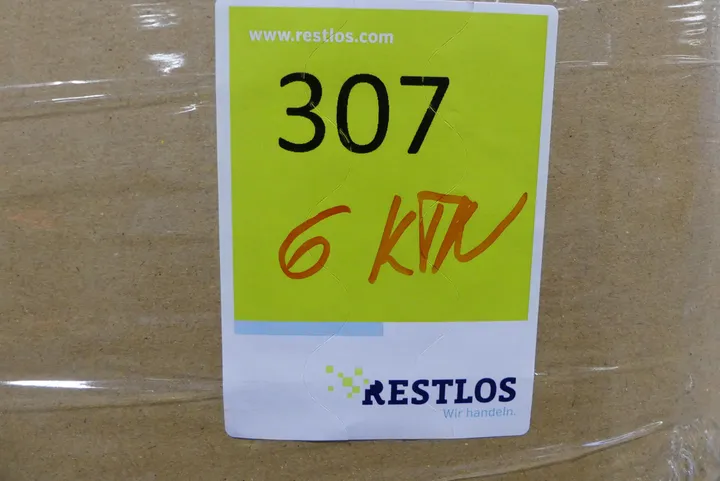 www.restlos.com
307
6 KTN
RESTLOS
Wir handeln.